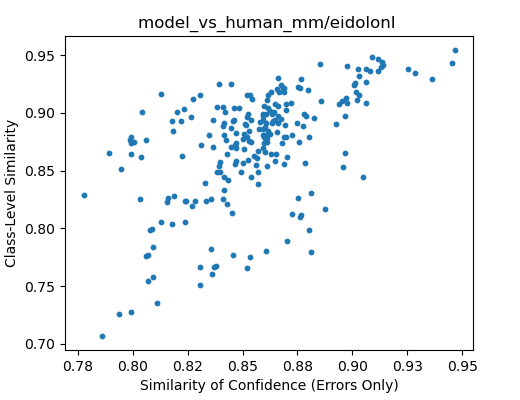 model_vs_human_mm/eidolonI
Class-Level Similarity
0.95
0.90
0.85
0.80
0.75
0.70
0.78 0.80 0.82 0.85 0.88 0.90 0.93 0.95
Similarity of Confidence (Errors Only)